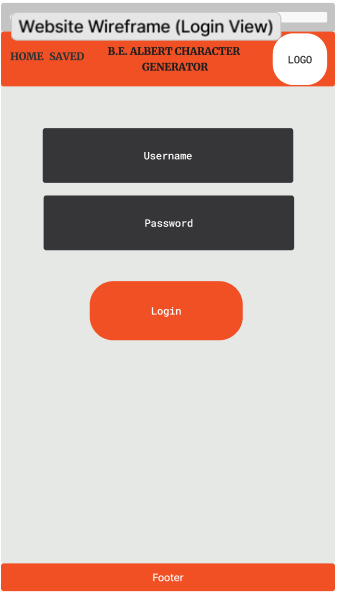 Website Wireframe (Login View)
HOME SAVED
B.E. ALBERT CHARACTER
GENERATOR
LOGO
Username
Password
Login
Footer